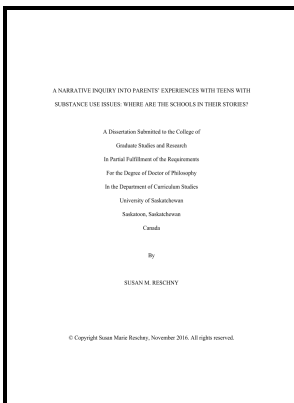 A NARRATIVE INQUIRY INTO PARENTS' EXPERIENCES WITH TEENS WITH
SUBSTANCE USE ISSUES: WHERE ARE THE SCHOOLS IN THEIR STORIES?
A Dissertation Submitted to the College of
Graduate Studies and Research
In Partial Fulfillment of the Requirements
For the Degree of Doctor of Philosophy
In the Department of Curriculum Studies
University of Saskatchewan
Saskatoon, Saskatchewan
Canada
By
SUSAN M. RESCHNY
© Copyright Susan Marie Reschny, November 2016. All rights reserved.